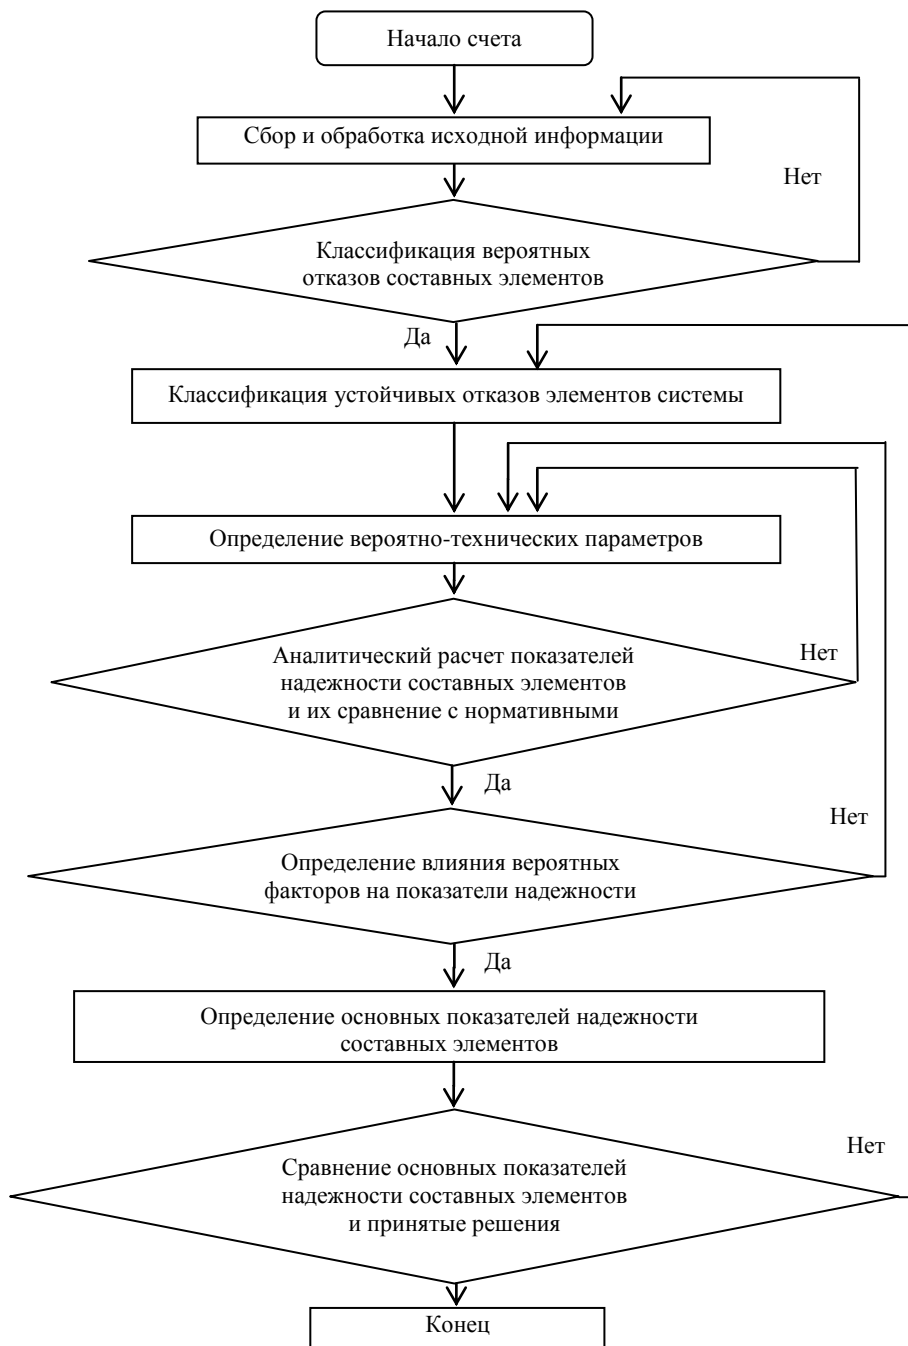 Начало счета
Сбор и обработка исходной информации
Нет
Классификация вероятных
отказов составных элементов
Да
Классификация устойчивых отказов элементов системы
Определение вероятно-технических параметров
Аналитический расчет показателей
надежности составных элементов
и их сравнение с нормативными
Нет
Да
Нет
Определение влияния вероятных
факторов на показатели надежности
Да
Определение основных показателей надежности
составных элементов
Нет
Сравнение основных показателей
надежности составных элементов
и принятые решения
Конец